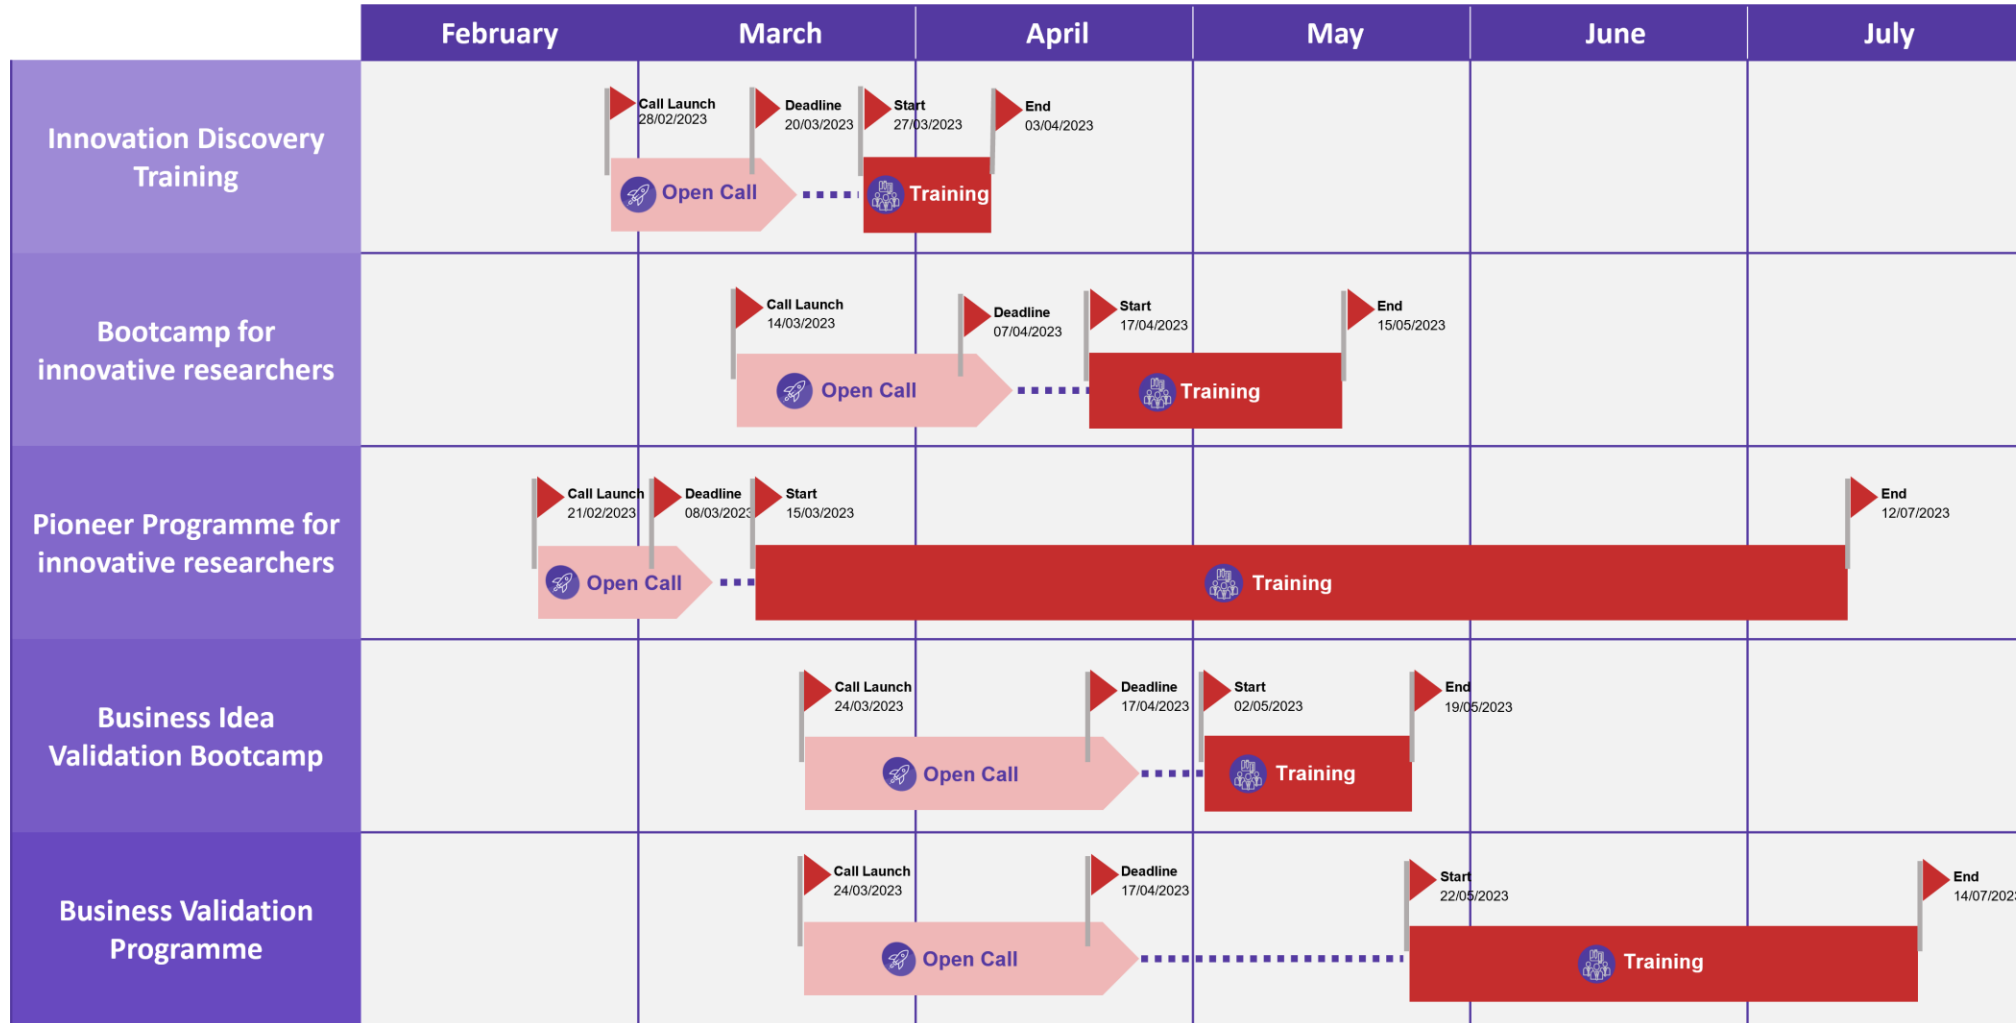 February March April May June July
Innovation Discovery
Training
Call Launch
28/02/2023
Deadline
20/03/2023
Start
27/03/2023
End
03/04/2023
Open Call
Training
Bootcamp for
innovative researchers
Call Launch
14/03/2023
Deadline
07/04/2023
Start
17/04/2023
End
15/05/2023
Open Call
Training
Pioneer Programme for
innovative researchers
Call Launch
21/02/2023
Deadline
08/03/2023
Start
15/03/2023
End
12/07/2023
Open Call
Training
Business Idea
Validation Bootcamp
Call Launch
24/03/2023
Deadline
17/04/2023
Start
02/05/2023
End
19/05/2023
Open Call
Training
Business Validation
Programme
Call Launch
24/03/2023
Deadline
17/04/2023
Start
22/05/2023
End
14/07/2023
Open Call
Training